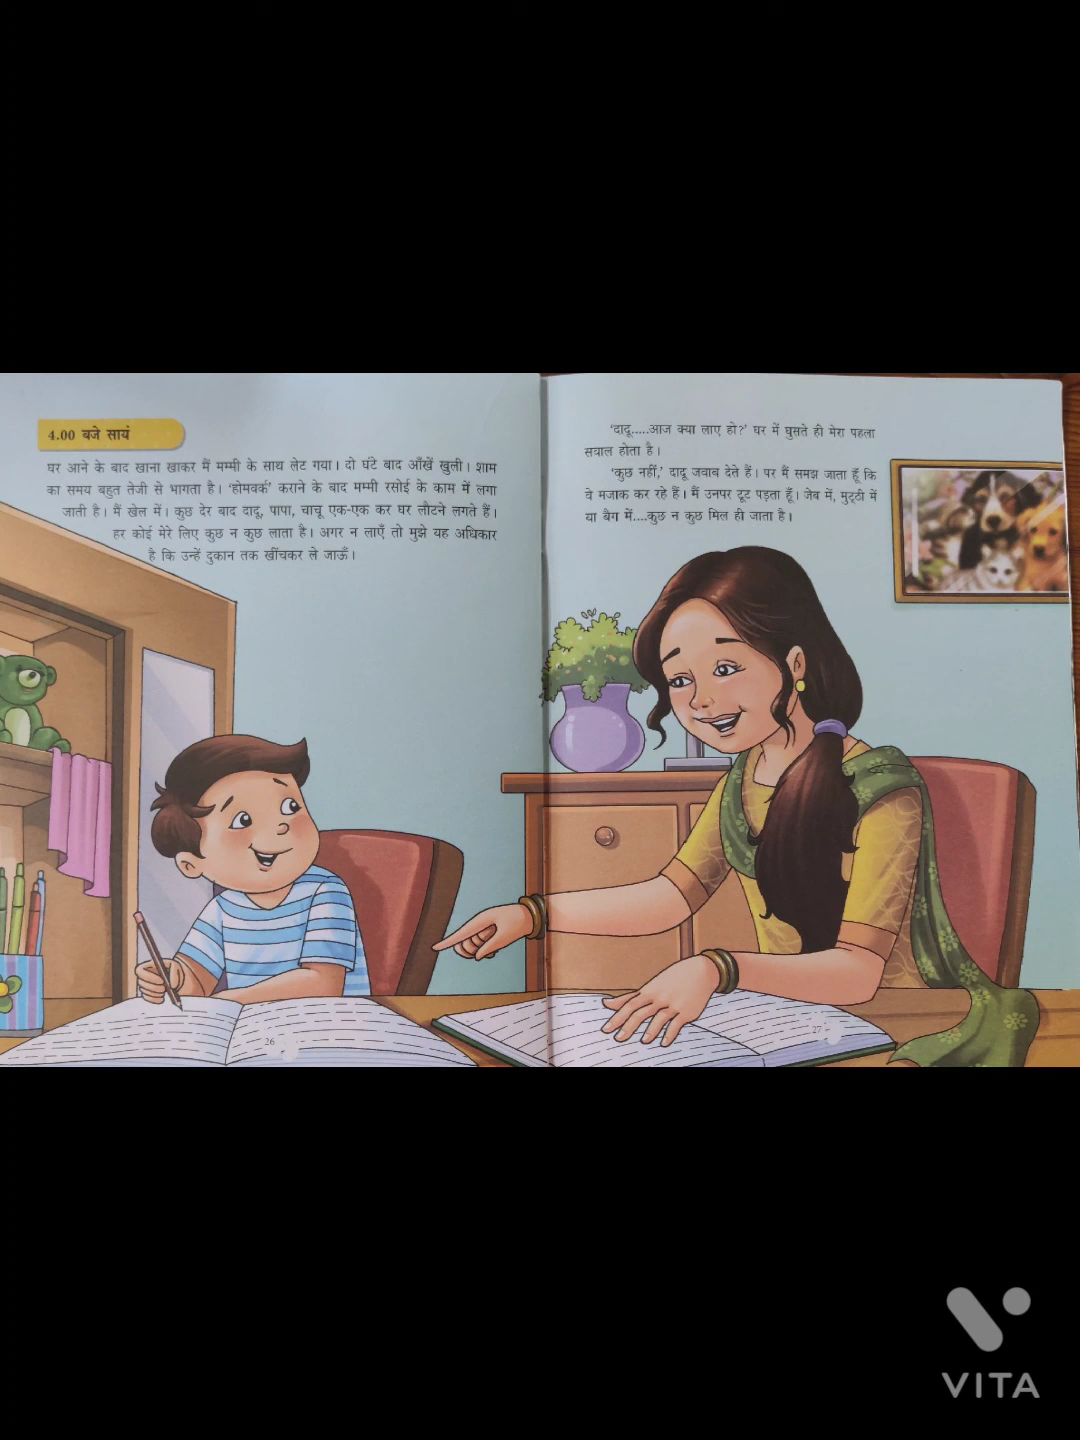 4.00 बजे सायं
घर आने के बाद खाना खाकर मैं मम्मी के साथ लेट गया। दो घंटे बाद आँखें खुली। शाम
का समय बहुत तेजी से भागता है। 'होमवर्क' कराने के बाद मम्मी रसोई के काम में लगा
जाती है। मैं खेल में। कुछ देर बाद दादू, पापा, चाचू एक-एक कर घर लौटने लगते हैं।
हर कोई मेरे लिए कुछ न कुछ लाता है। अगर न लाएँ तो मुझे यह अधिकार
है कि उन्हें दुकान तक खींचकर ले जाऊँ।
26
'दादू.....आज क्या लाए हो?' घर में घुसते ही मेरा पहला
सवाल होता है।
'कुछ नहीं,' दादू जवाब देते हैं। पर मैं समझ जाता हूँ कि
वे मजाक कर रहे हैं। मैं उनपर टूट पड़ता हूँ। जेब में, मुट्ठी में
या बैग में....कुछ न कुछ मिल ही जाता है।
27
VITA